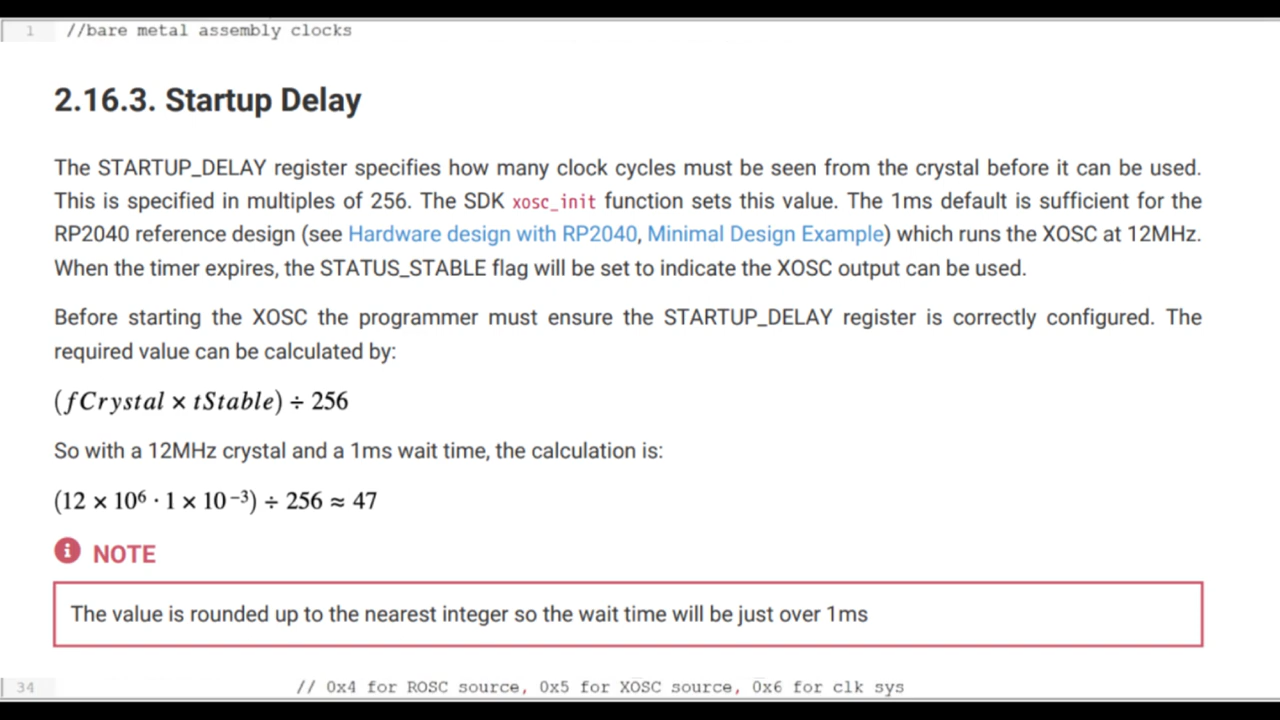 1 //bare metal assembly clocks
2.16.3. Startup Delay
The STARTUP_DELAY register specifies how many clock cycles must be seen from the crystal before it can be used.
This is specified in multiples of 256. The SDK xosc_init function sets this value. The 1ms default is sufficient for the
RP2040 reference design (see Hardware design with RP2040, Minimal Design Example) which runs the XOSC at 12MHz.
When the timer expires, the STATUS_STABLE flag will be set to indicate the XOSC output can be used.
Before starting the XOSC the programmer must ensure the STARTUP_DELAY register is correctly configured. The
required value can be calculated by:
(fCrystal × tStable) ÷ 256
So with a 12MHz crystal and a 1ms wait time, the calculation is:
(12 × 10⁶ · 1 × 10⁻³) ÷ 256 ≈ 47
NOTE
The value is rounded up to the nearest integer so the wait time will be just over 1ms
34 // 0x4 for ROSC source, 0x5 for XOSC source, 0x6 for clk sys